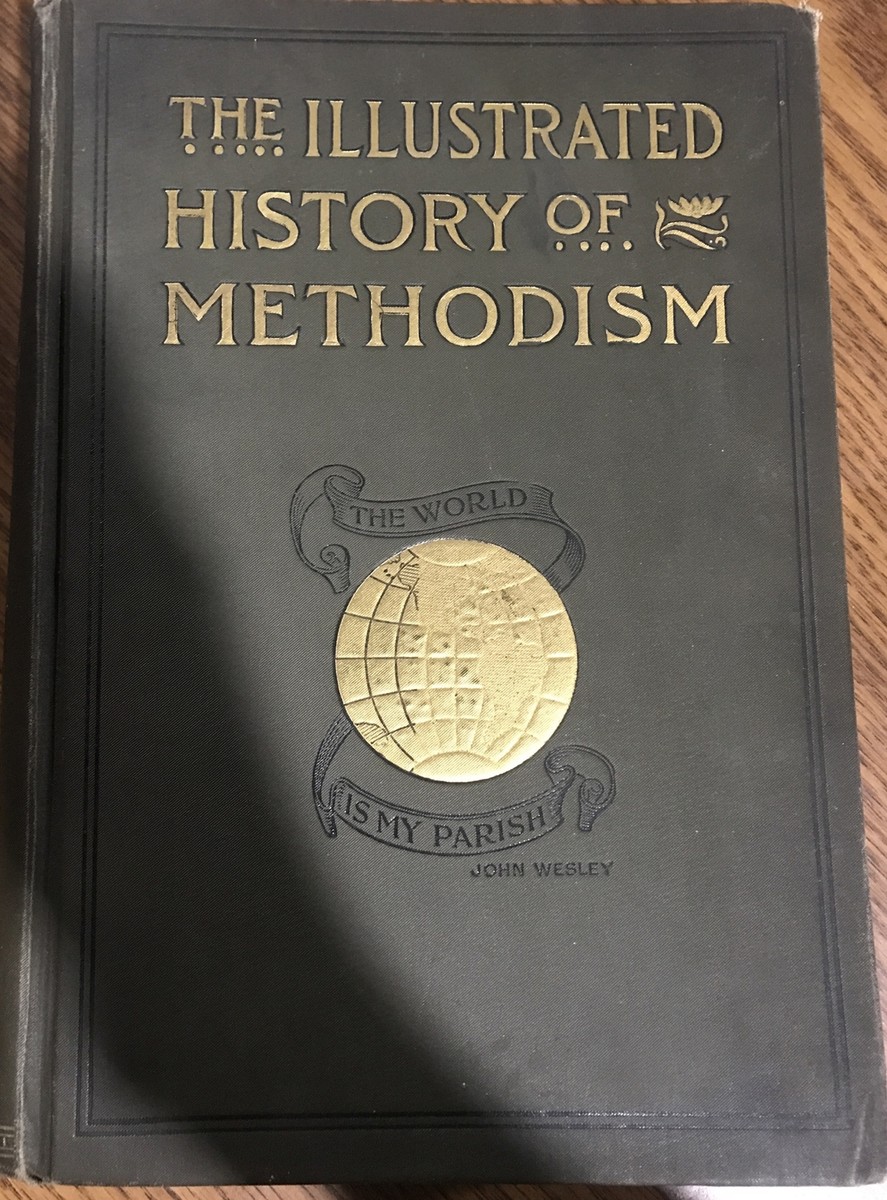 THE ILLUSTRATED
HISTORY OF
METHODISM
THE WORLD
IS MY PARISH
JOHN WESLEY